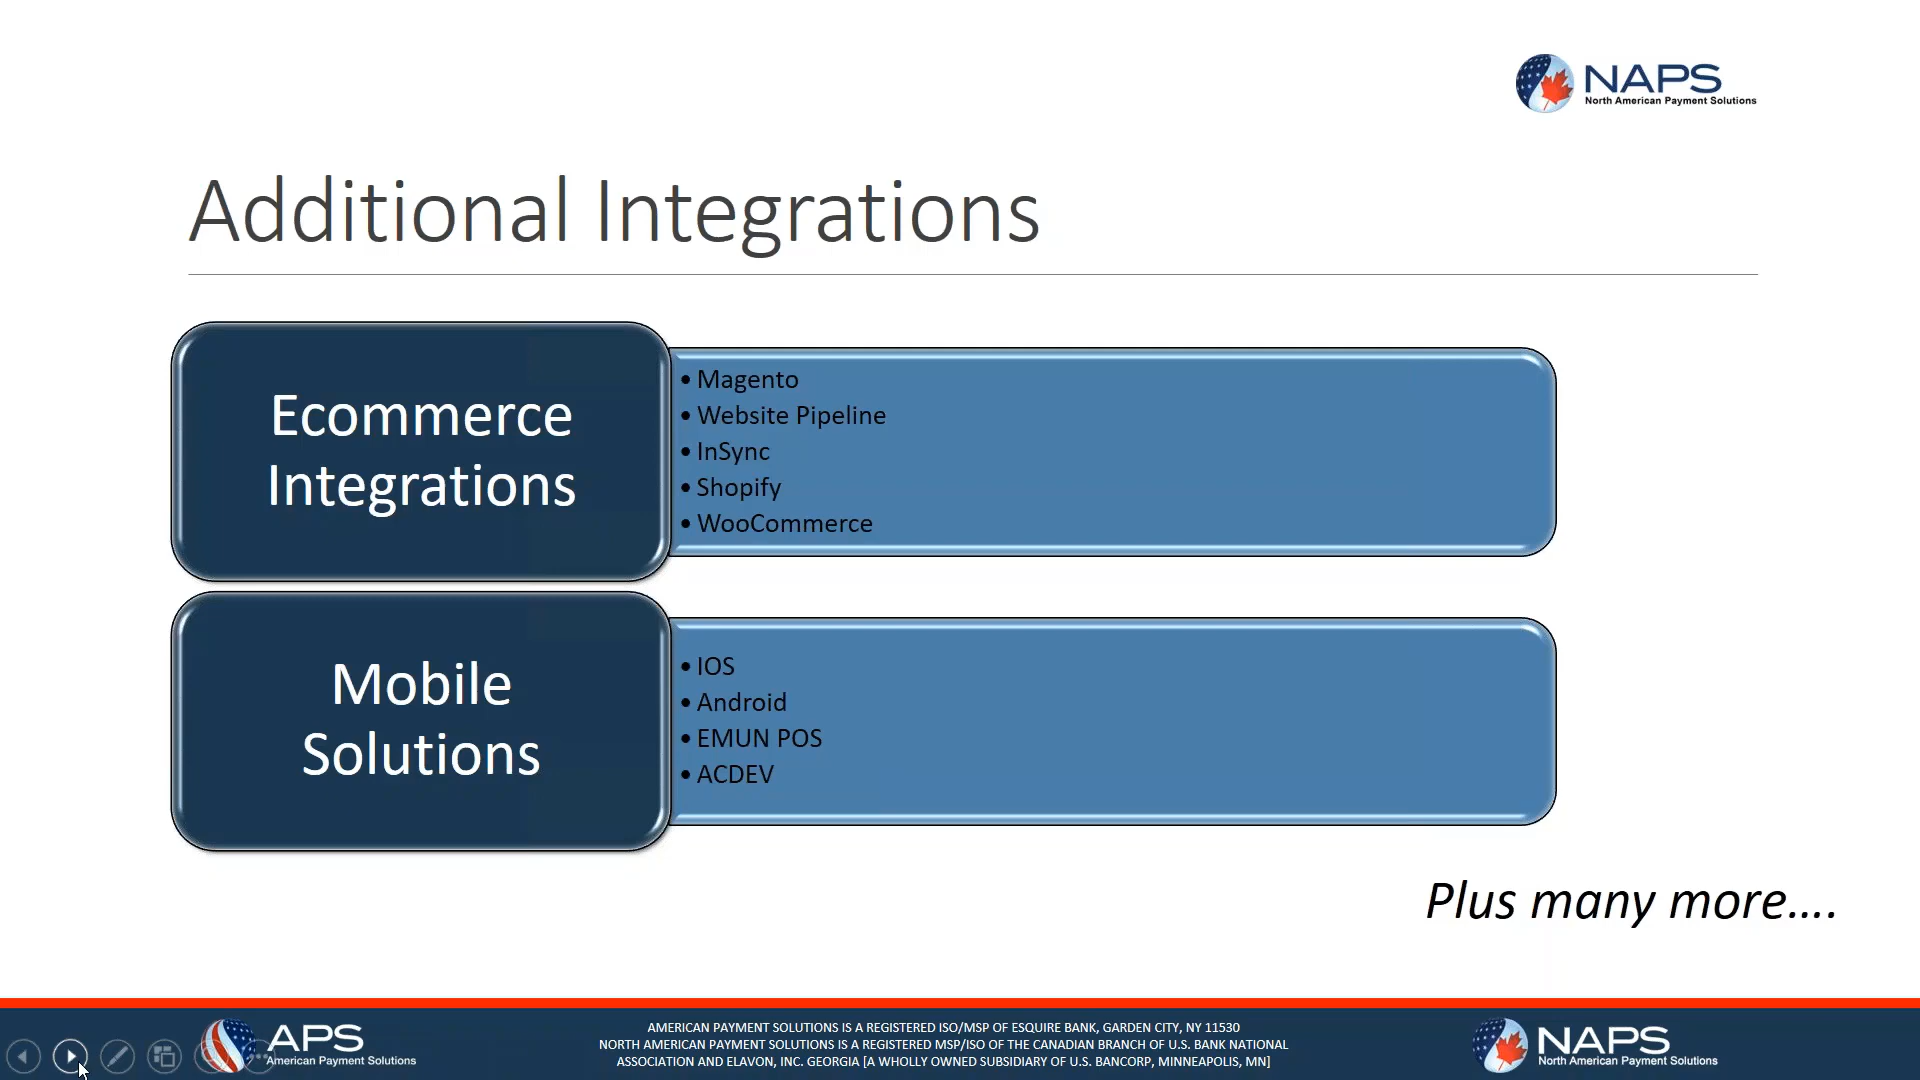 NAPS
North American Payment Solutions
Additional Integrations
Ecommerce
Integrations
• Magento
• Website Pipeline
• InSync
• Shopify
• WooCommerce
Mobile
Solutions
• IOS
• Android
• EMUN POS
• ACDEV
Plus many more....
APS
American Payment Solutions
AMERICAN PAYMENT SOLUTIONS IS A REGISTERED ISO/MSP OF ESQUIRE BANK, GARDEN CITY, NY 11530
NORTH AMERICAN PAYMENT SOLUTIONS IS A REGISTERED MSP/ISO OF THE CANADIAN BRANCH OF U.S. BANK NATIONAL
ASSOCIATION AND ELAVON, INC. GEORGIA [A WHOLLY OWNED SUBSIDIARY OF U.S. BANCORP, MINNEAPOLIS, MN]
NAPS
North American Payment Solutions